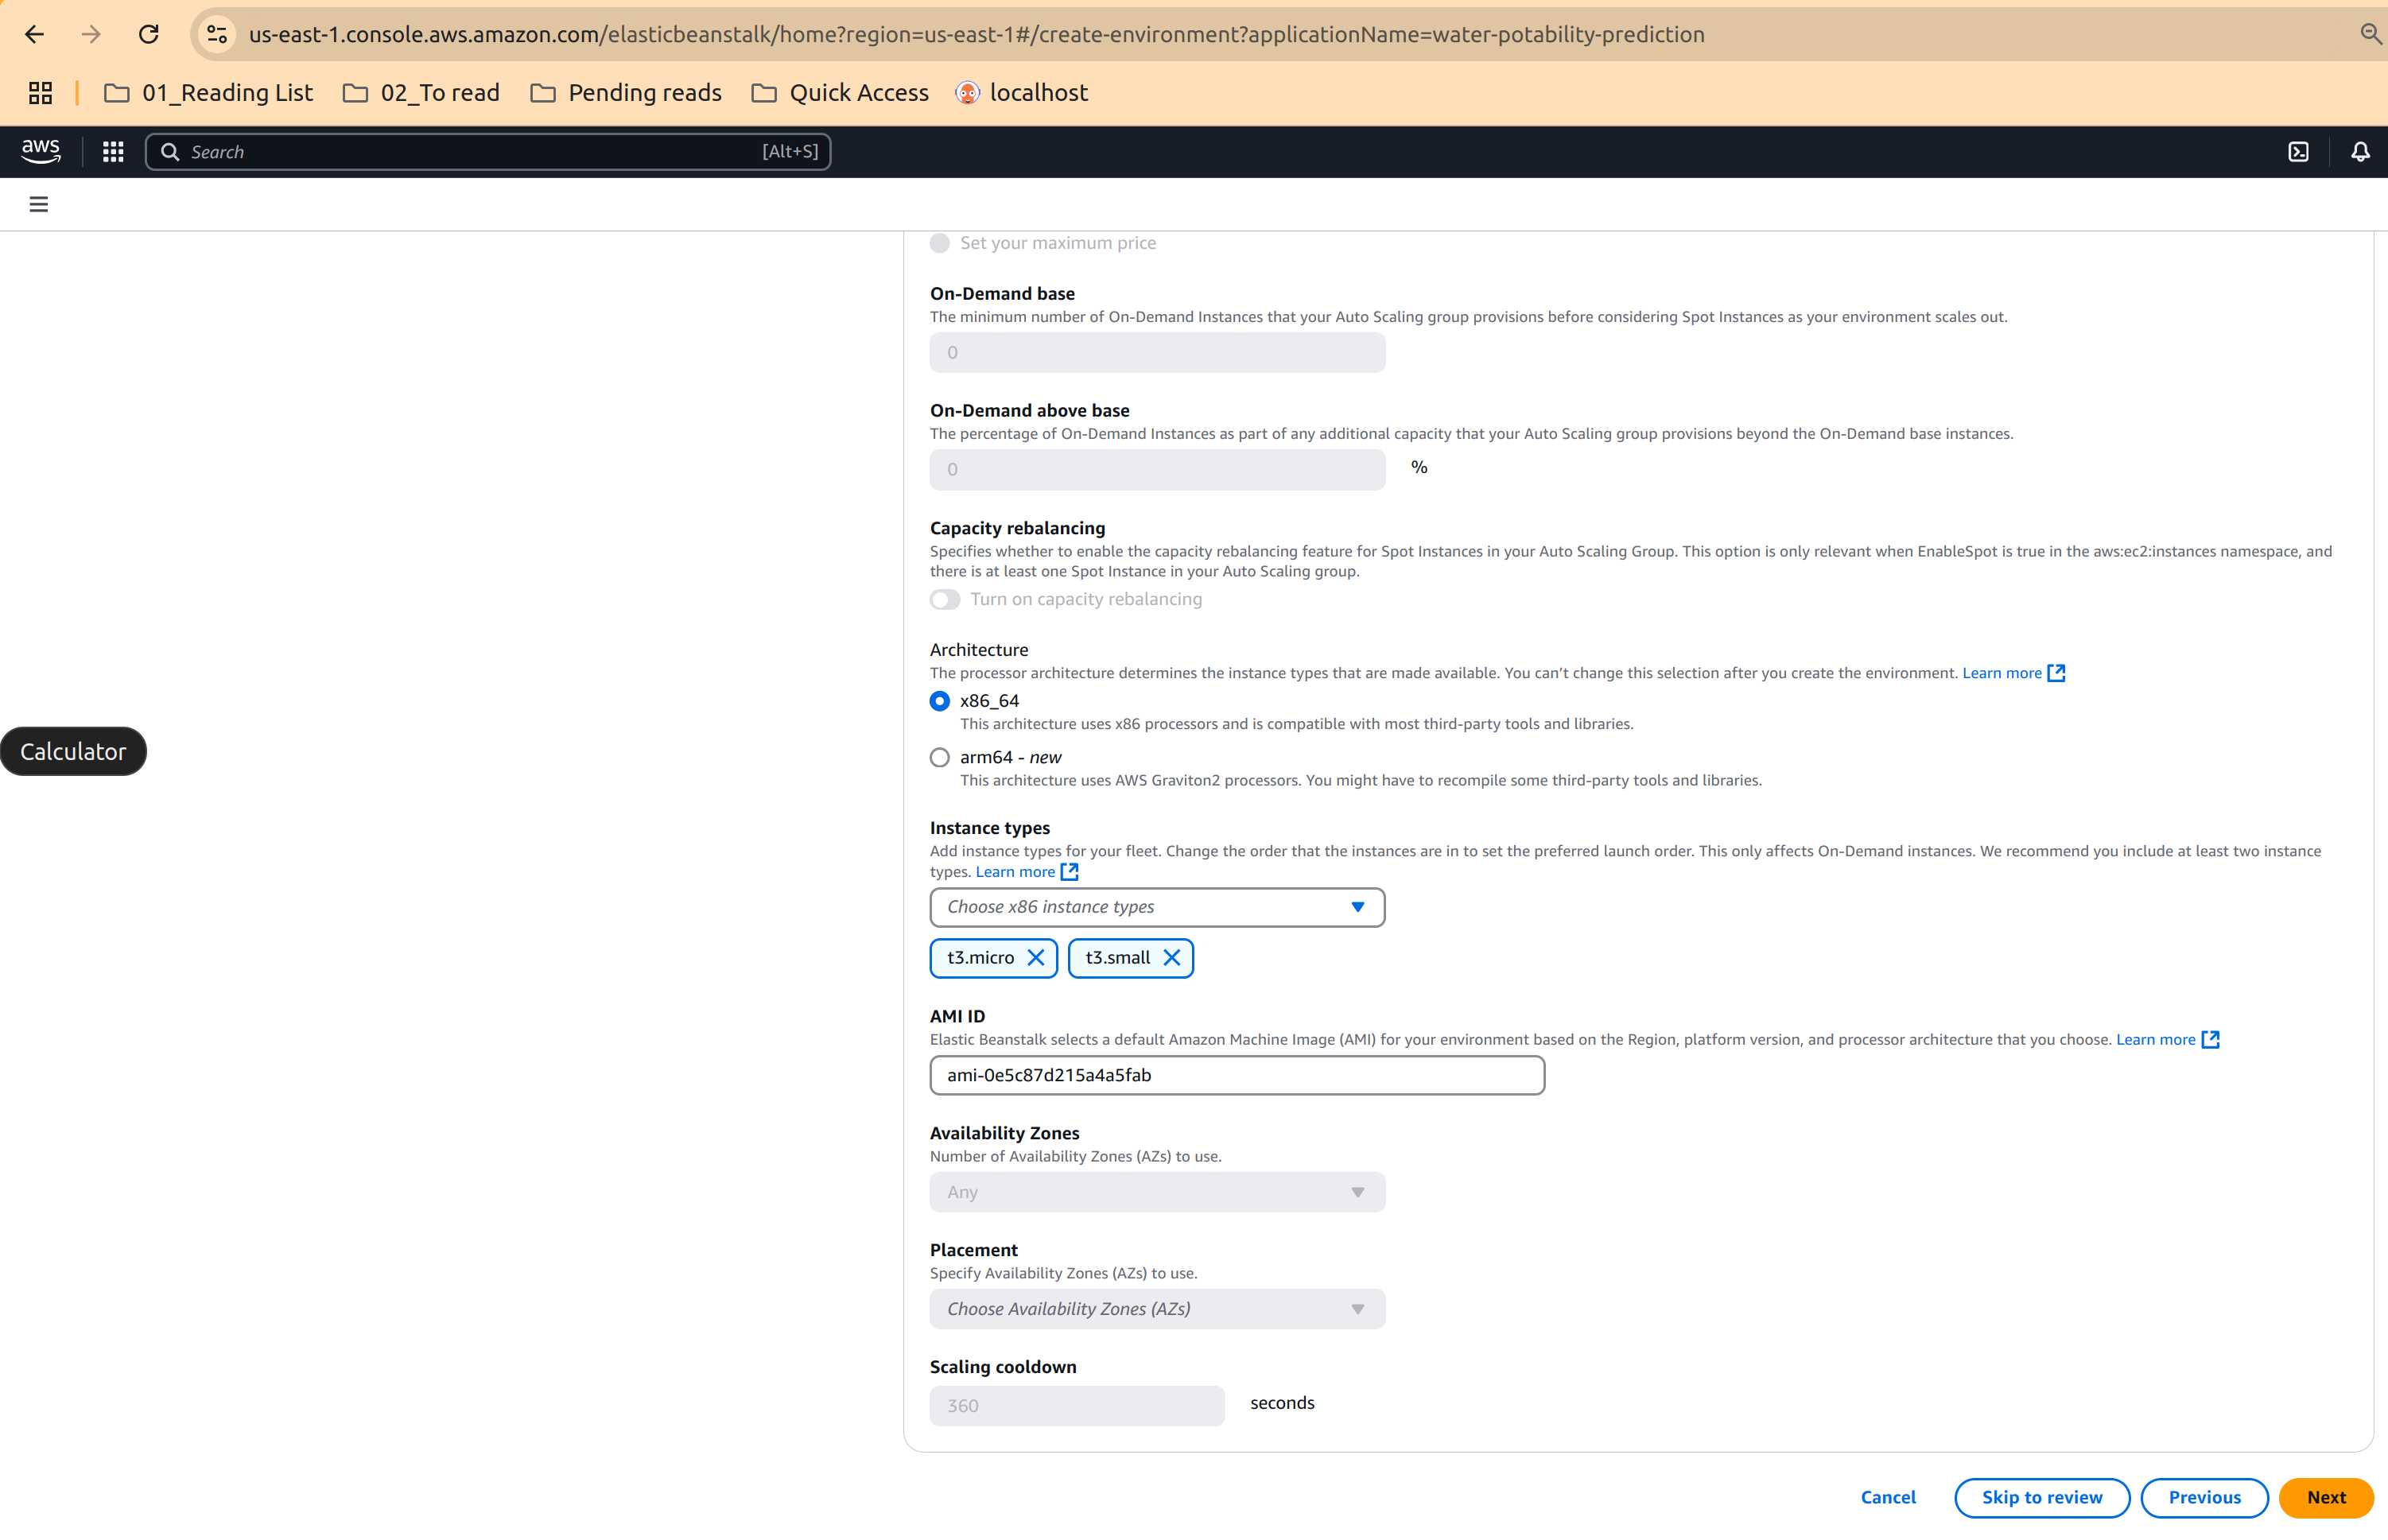 us-east-1.console.aws.amazon.com/elasticbeanstalk/home?region=us-east-1#/create-environment?applicationName=water-potability-prediction
01_Reading List 02_To read Pending reads Quick Access localhost
aws Search [Alt+S]
Set your maximum price
On-Demand base
The minimum number of On-Demand Instances that your Auto Scaling group provisions before considering Spot Instances as your environment scales out.
0
On-Demand above base
The percentage of On-Demand Instances as part of any additional capacity that your Auto Scaling group provisions beyond the On-Demand base instances.
0 %
Capacity rebalancing
Specifies whether to enable the capacity rebalancing feature for Spot Instances in your Auto Scaling Group. This option is only relevant when EnableSpot is true in the aws:ec2:instances namespace, and
there is at least one Spot Instance in your Auto Scaling group.
Turn on capacity rebalancing
Architecture
The processor architecture determines the instance types that are made available. You can’t change this selection after you create the environment. Learn more
x86_64
This architecture uses x86 processors and is compatible with most third-party tools and libraries.
Calculator
arm64 - new
This architecture uses AWS Graviton2 processors. You might have to recompile some third-party tools and libraries.
Instance types
Add instance types for your fleet. Change the order that the instances are in to set the preferred launch order. This only affects On-Demand instances. We recommend you include at least two instance
types. Learn more
Choose x86 instance types
t3.micro t3.small
AMI ID
Elastic Beanstalk selects a default Amazon Machine Image (AMI) for your environment based on the Region, platform version, and processor architecture that you choose. Learn more
ami-0e5c87d215a4a5fab
Availability Zones
Number of Availability Zones (AZs) to use.
Any
Placement
Specify Availability Zones (AZs) to use.
Choose Availability Zones (AZs)
Scaling cooldown
360 seconds
Cancel Skip to review Previous Next